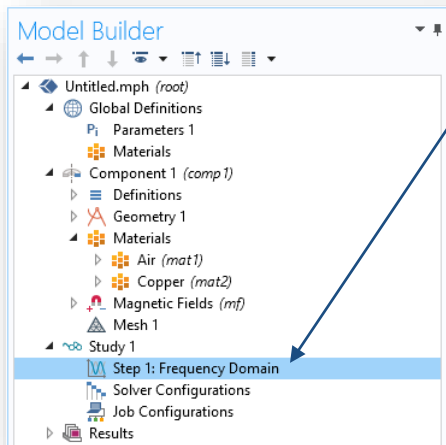 Model Builder
Untitled.mph (root)
Global Definitions
Pi Parameters 1
Materials
Component 1 (comp1)
Definitions
Geometry 1
Materials
Air (mat1)
Copper (mat2)
Magnetic Fields (mf)
Mesh 1
Study 1
Step 1: Frequency Domain
Solver Configurations
Job Configurations
Results